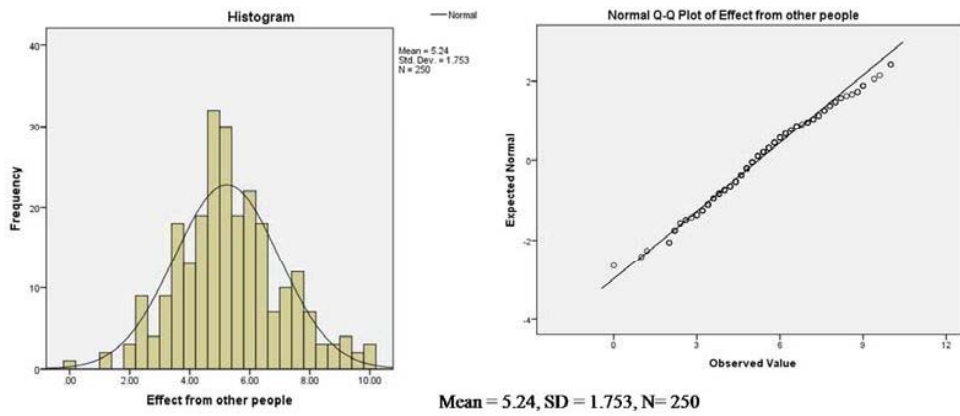 Histogram
Normal
Mean = 5.24
Std. Dev. = 1.753
N = 250
40
30
20
10
0
Frequency
.00 2.00 4.00 6.00 8.00 10.00
Effect from other people
Normal Q-Q Plot of Effect from other people
2
0
-2
-4
Expected Normal
0 3 6 9 12
Observed Value
Mean = 5.24, SD = 1.753, N= 250